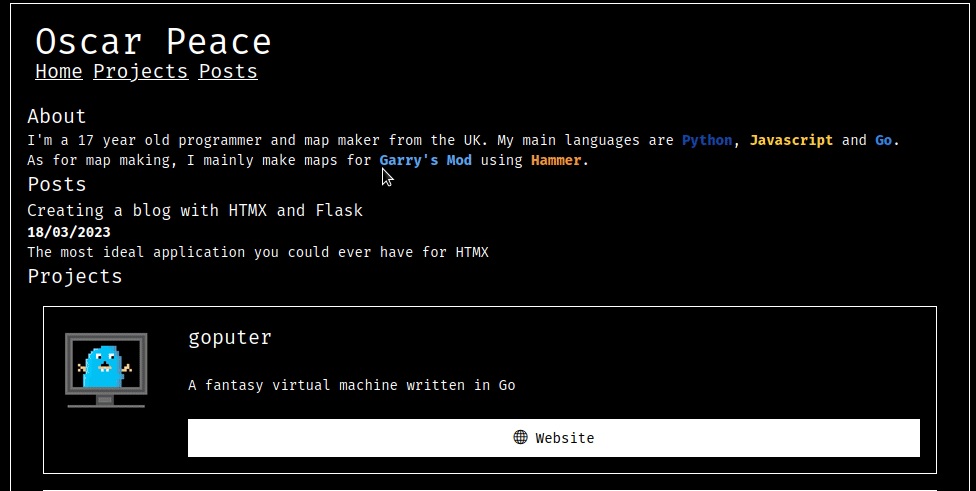 Oscar Peace
Home Projects Posts
About
I'm a 17 year old programmer and map maker from the UK. My main languages are Python, Javascript and Go.
As for map making, I mainly make maps for Garry's Mod using Hammer.
Posts
Creating a blog with HTMX and Flask
18/03/2023
The most ideal application you could ever have for HTMX
Projects
goputer
A fantasy virtual machine written in Go
Website